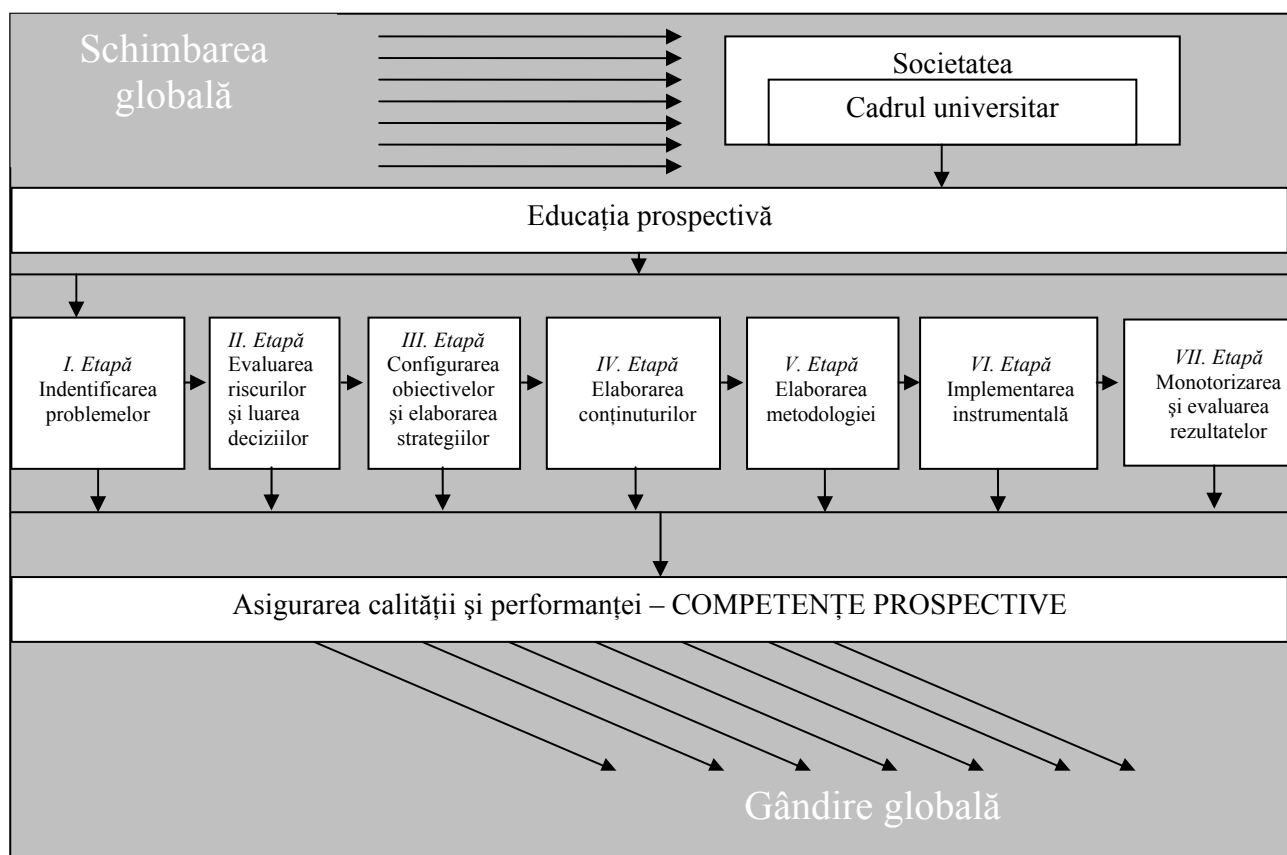 Schimbarea
globală
Societatea
Cadrul universitar
Educația prospectivă
I. Etapă
Indentificarea
problemelor
II. Etapă
Evaluarea
riscurilor
şi luarea
deciziilor
III. Etapă
Configurarea
obiectivelor
şi elaborarea
strategiilor
IV. Etapă
Elaborarea
conținuturilor
V. Etapă
Elaborarea
metodologiei
VI. Etapă
Implementarea
instrumentală
VII. Etapă
Monotorizarea
şi evaluarea
rezultatelor
Asigurarea calității şi performanței – COMPETENȚE PROSPECTIVE
Gândire globală